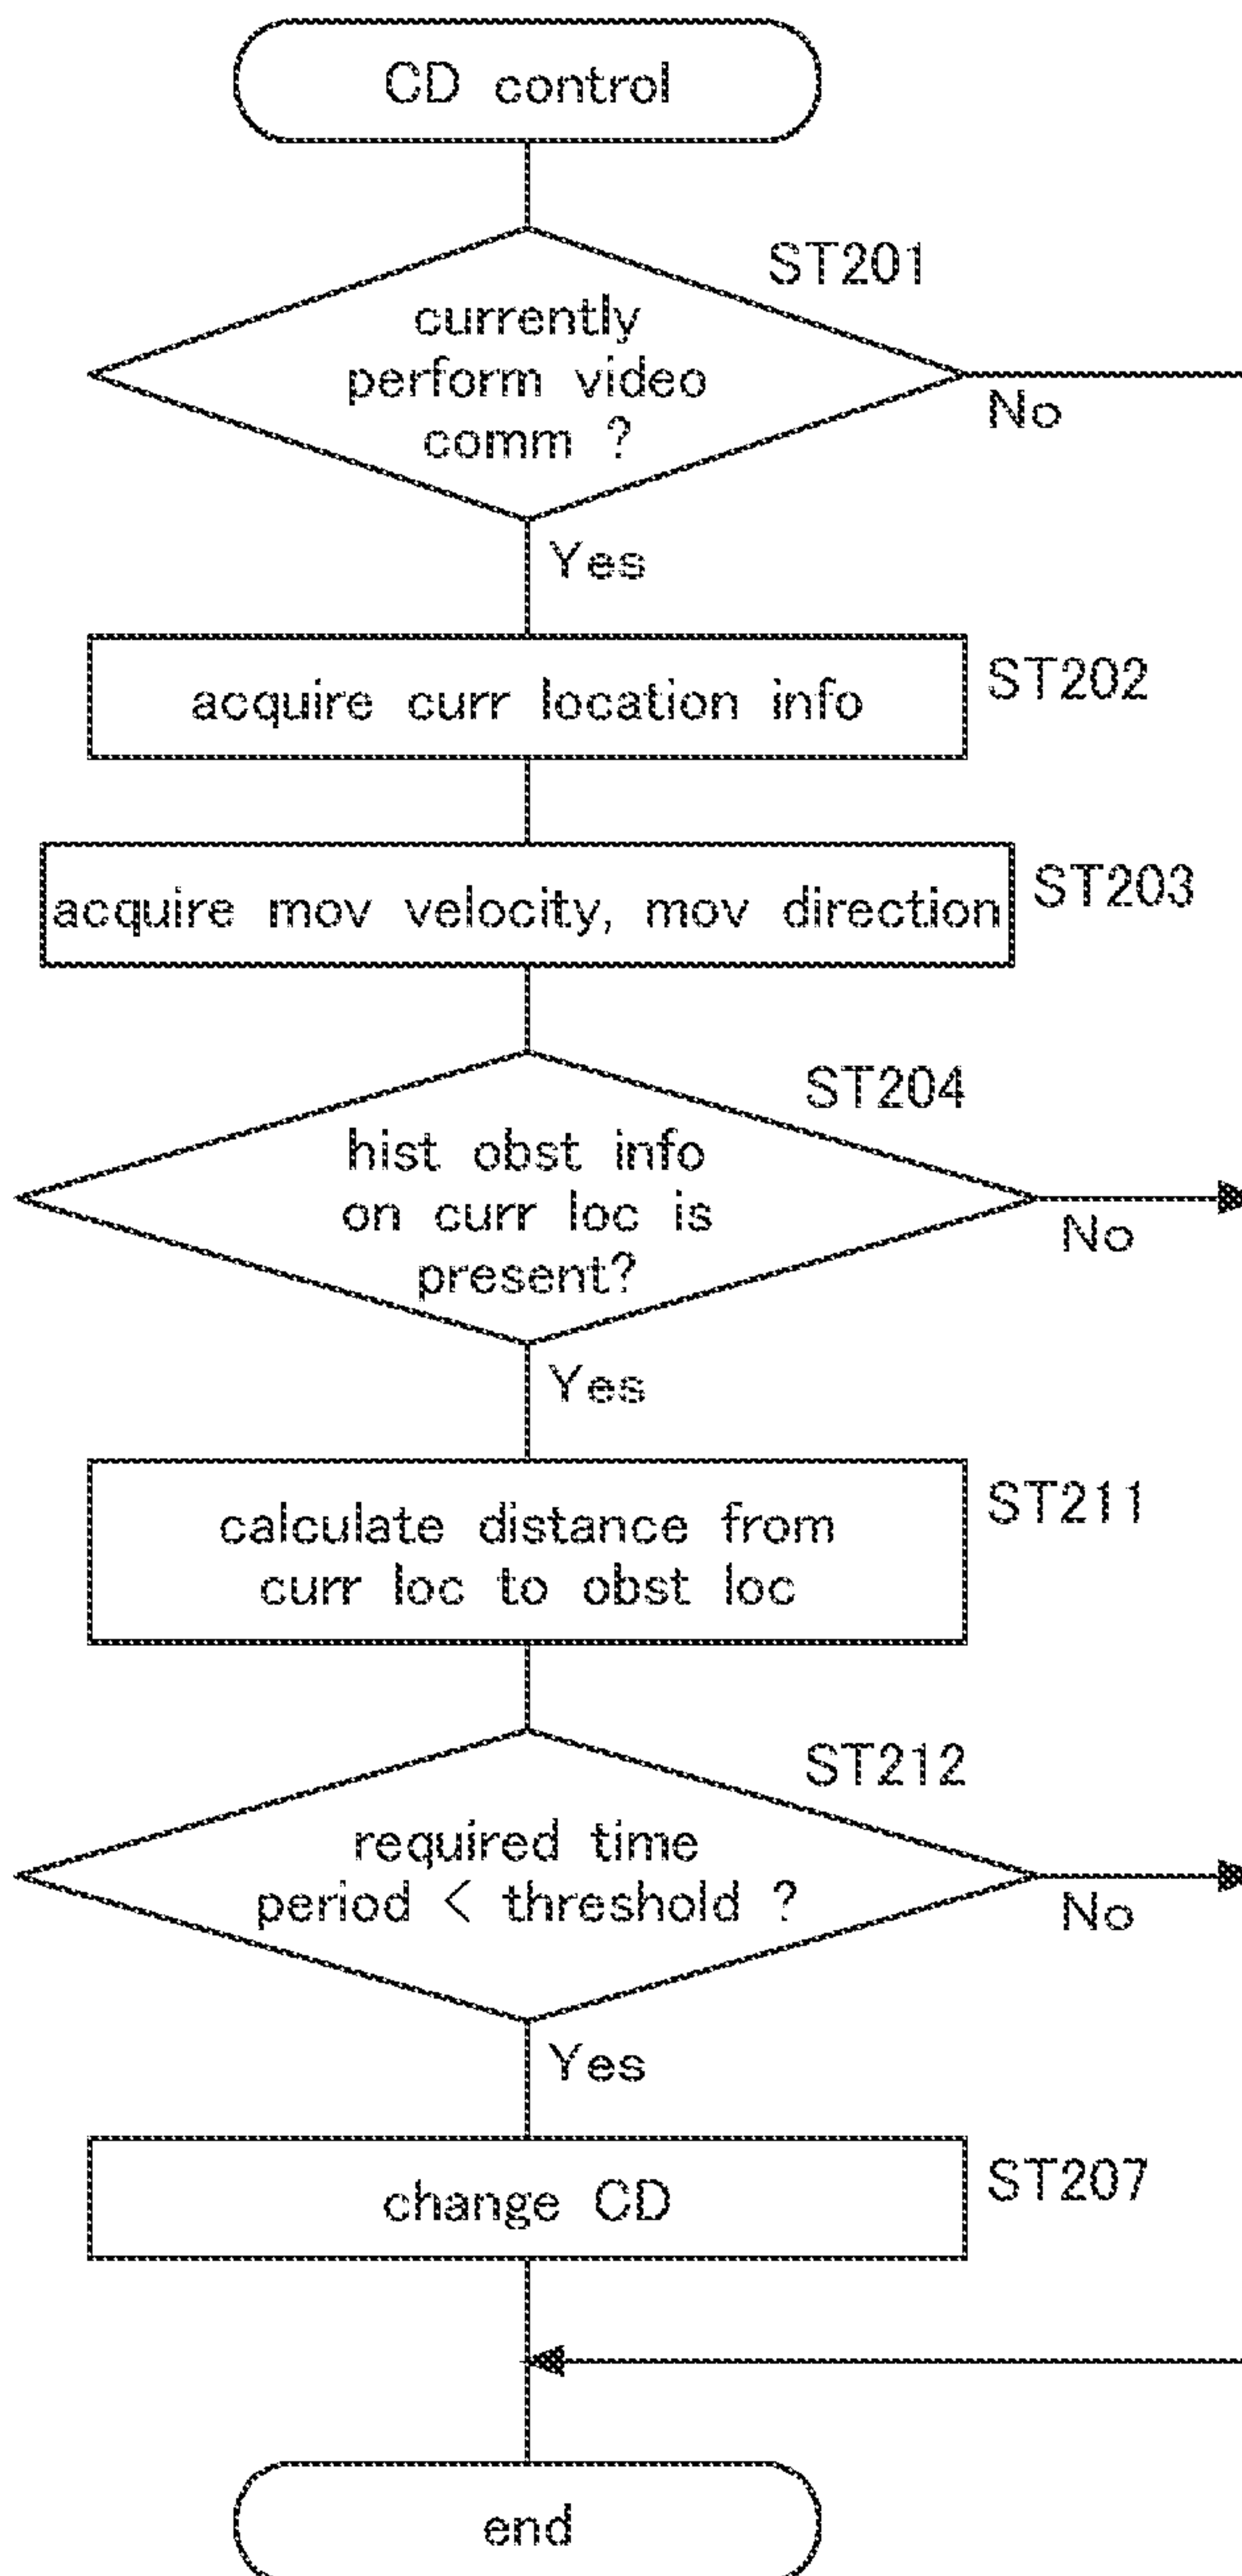 CD control
ST201
currently
perform video
comm ?
No
Yes
acquire curr location info
ST202
acquire mov velocity, mov direction
ST203
ST204
hist obst info
on curr loc is
present?
No
Yes
calculate distance from
curr loc to obst loc
ST211
ST212
required time
period < threshold ?
No
Yes
change CD
ST207
end